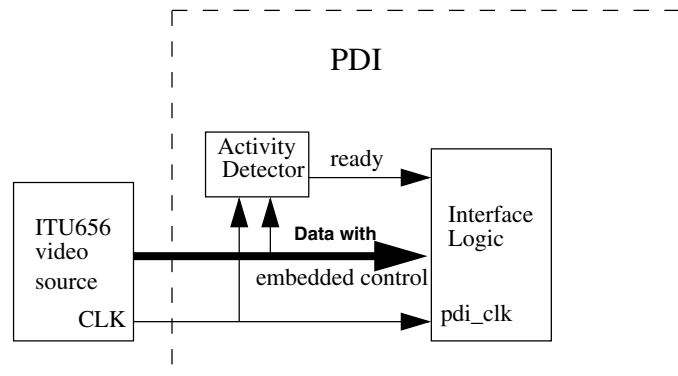 PDI
Activity
Detector
ready
ITU656
video
source
CLK
Data with
embedded control
Interface
Logic
pdi_clk